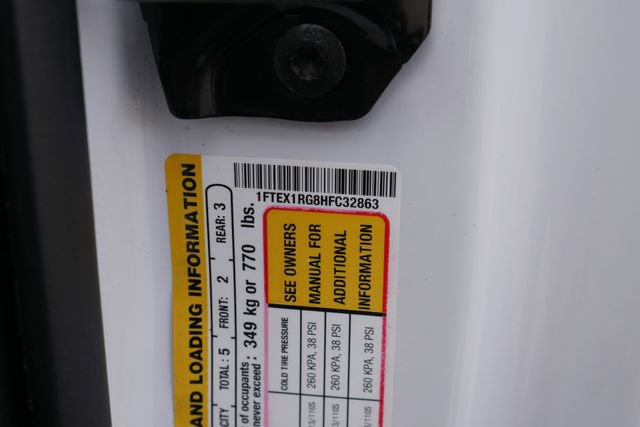 1FTEX1RG8HFC32863
AND LOADING INFORMATION
TOTAL : 5 FRONT: 2 REAR: 3
of occupants
never exceed : 349 kg or 770 lbs.
SEE OWNERS
MANUAL FOR
ADDITIONAL
INFORMATION
COLD TIRE PRESSURE
260 KPA, 38 PSI
260 KPA, 38 PSI
260 KPA, 38 PSI